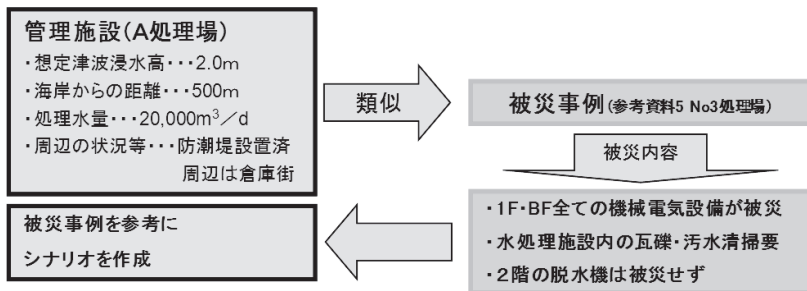 管理施設(A処理場)
・想定津波浸水高・・・2.0m
・海岸からの距離・・・500m
・処理水量・・・20,000m³／d
・周辺の状況等・・・防潮堤設置済
周辺は倉庫街
類似
被災事例(参考資料5 No3処理場)
被災内容
・1F・BF全ての機械電気設備が被災
・水処理施設内の瓦礫・汚水清掃要
・２階の脱水機は被災せず
被災事例を参考に
シナリオを作成